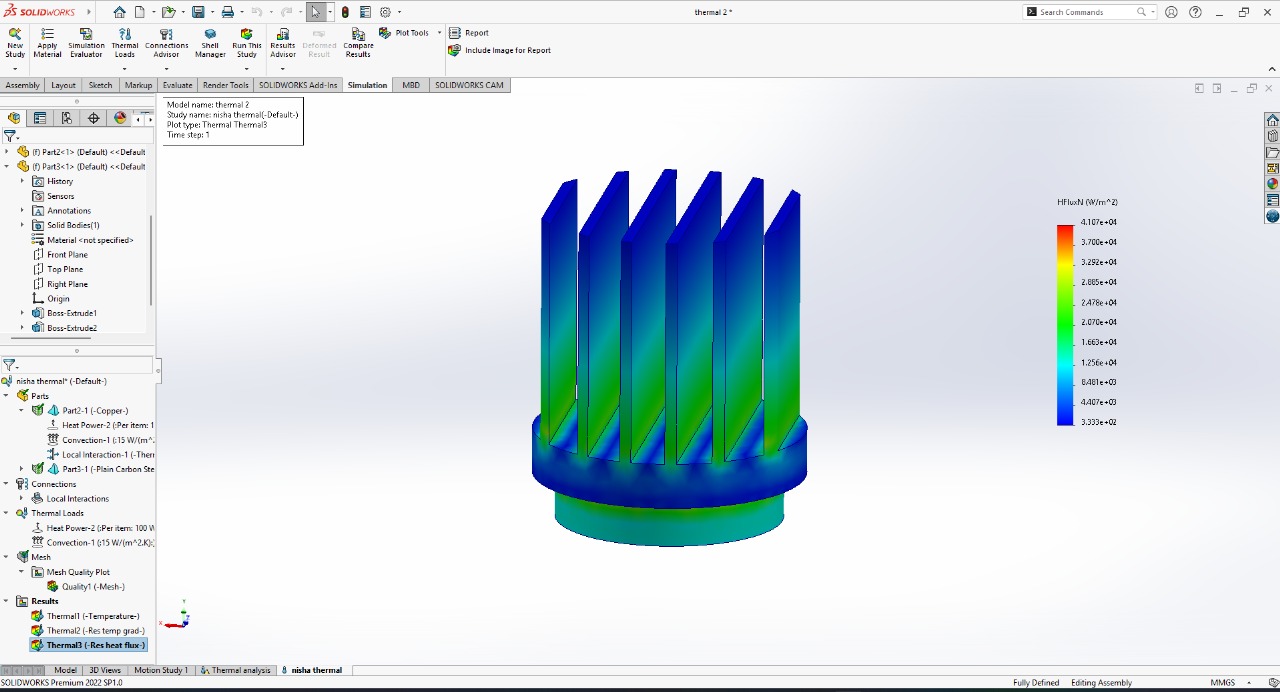 SOLIDWORKS
thermal 2 *
Search Commands
New Study
Apply Material
Simulation Evaluator
Thermal Loads
Connections Advisor
Shell Manager
Run This Study
Results Advisor
Deformed Result
Compare Results
Plot Tools
Report
Include Image for Report
Assembly
Layout
Sketch
Markup
Evaluate
Render Tools
SOLIDWORKS Add-Ins
Simulation
MBD
SOLIDWORKS CAM
Model name: thermal 2
Study name: nisha thermal(-Default-)
Plot type: Thermal Thermal3
Time step: 1
(f) Part2<1> (Default) <<Default
(f) Part3<1> (Default) <<Default
History
Sensors
Annotations
Solid Bodies(1)
Material <not specified>
Front Plane
Top Plane
Right Plane
Origin
Boss-Extrude1
Boss-Extrude2
nisha thermal* (-Default-)
Parts
Part2-1 (-Copper-)
Heat Power-2 (:Per item: 1
Convection-1 (:15 W/(m^2.
Local Interaction-1 (-Ther
Part3-1 (-Plain Carbon Ste
Connections
Local Interactions
Thermal Loads
Heat Power-2 (:Per item: 100 W
Convection-1 (:15 W/(m^2.K):
Mesh
Mesh Quality Plot
Quality1 (-Mesh-)
Results
Thermal1 (-Temperature-)
Thermal2 (-Res temp grad-)
Thermal3 (-Res heat flux-)
HFluxN (W/m^2)
4.107e+04
3.700e+04
3.292e+04
2.885e+04
2.478e+04
2.070e+04
1.663e+04
1.256e+04
8.481e+03
4.407e+03
3.333e+02
Y
X
Z
Model
3D Views
Motion Study 1
Thermal analysis
nisha thermal
SOLIDWORKS Premium 2022 SP1.0
Fully Defined
Editing Assembly
MMGS